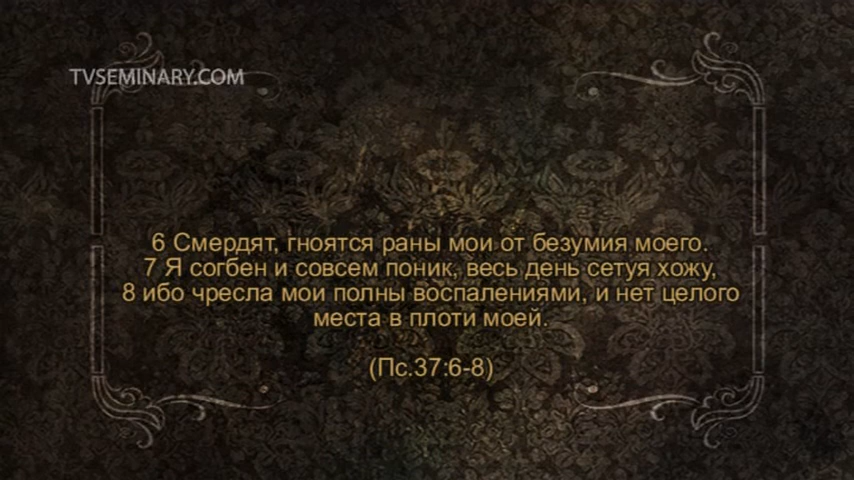 TVSEMINARY.COM
6 Смердят, гноятся раны мои от безумия моего.
7 Я согбен и совсем поник, весь день сетуя хожу,
8 ибо чресла мои полны воспалениями, и нет целого
места в плоти моей.
(Пс.37:6-8)